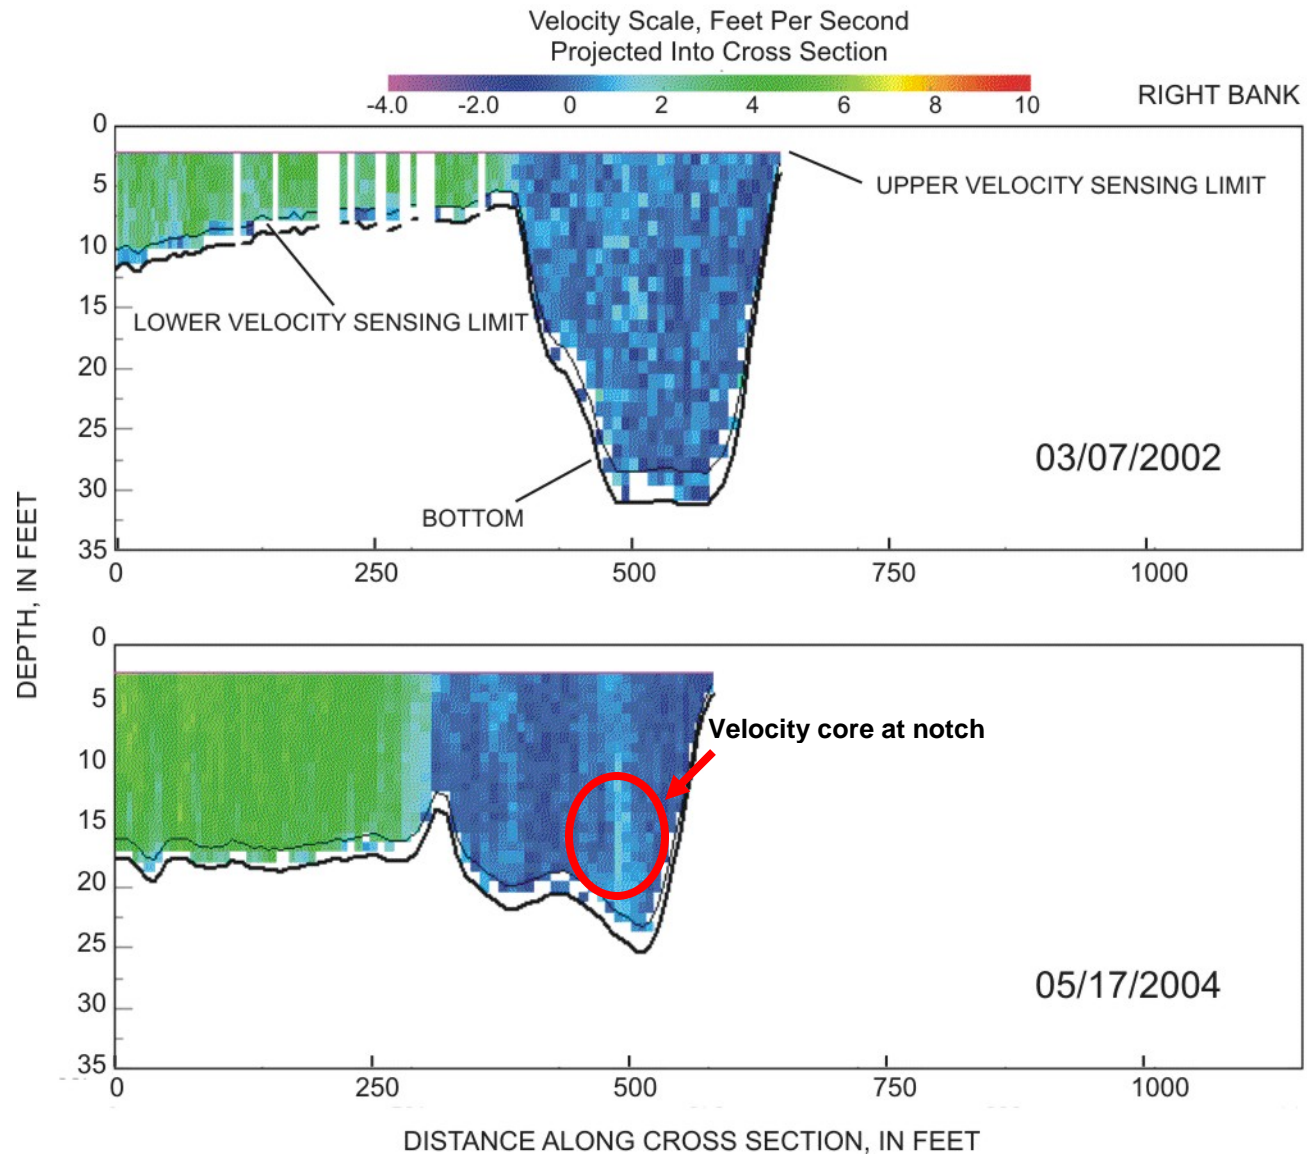 Velocity Scale, Feet Per Second
Projected Into Cross Section
-4.0 -2.0 0 2 4 6 8 10
RIGHT BANK
0
5
10
15
20
25
30
35
UPPER VELOCITY SENSING LIMIT
LOWER VELOCITY SENSING LIMIT
BOTTOM
03/07/2002
0 250 500 750 1000
DEPTH, IN FEET
0
5
10
15
20
25
30
35
Velocity core at notch
05/17/2004
0 250 500 750 1000
DISTANCE ALONG CROSS SECTION, IN FEET